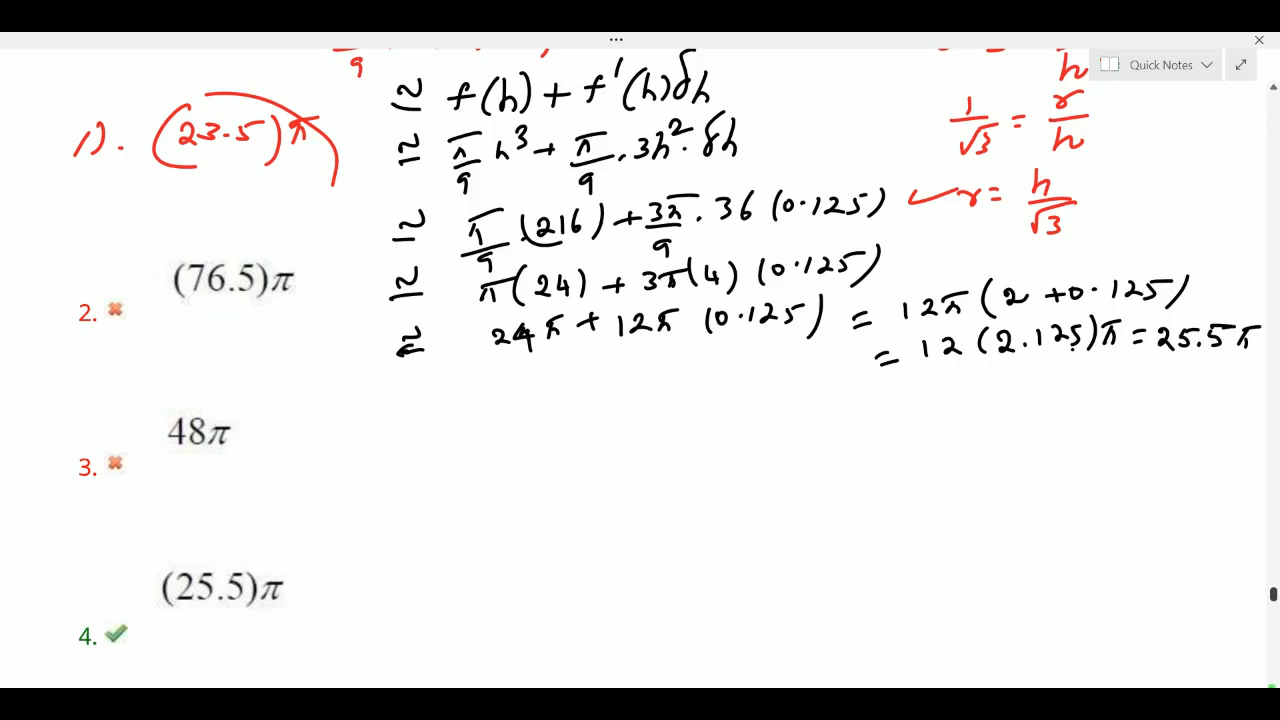 Quick Notes
9
h
≅ f(h) + f'(h)δh
1). (23.5)π
≅ π/9 h³ + π/9 . 3h² . δh
1/√3 = r/h
≅ π/9 (216) + 3π/9 . 36 (0.125)
r = h/√3
≅ π(24) + 3π(4) (0.125)
≅ 24π + 12π (0.125) = 12π (2 + 0.125)
= 12 (2.125)π = 25.5π
2. (76.5)π
3. 48π
4. (25.5)π